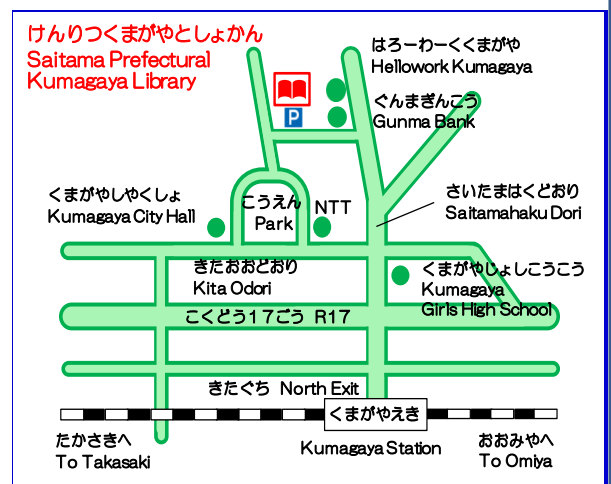 けんりつくまがやとしょかん
Saitama Prefectural
Kumagaya Library
はろーわーくくまがや
Hellowork Kumagaya
ぐんまぎんこう
Gunma Bank
P
くまがやしやくしょ
Kumagaya City Hall
こうえん
Park
NTT
さいたまはくどおり
Saitamahaku Dori
きたおおどおり
Kita Odori
くまがやじょしこうこう
Kumagaya
Girls High School
こくどう17ごう R17
きたぐち North Exit
くまがやえき
Kumagaya Station
たかさきへ
To Takasaki
おおみやへ
To Omiya